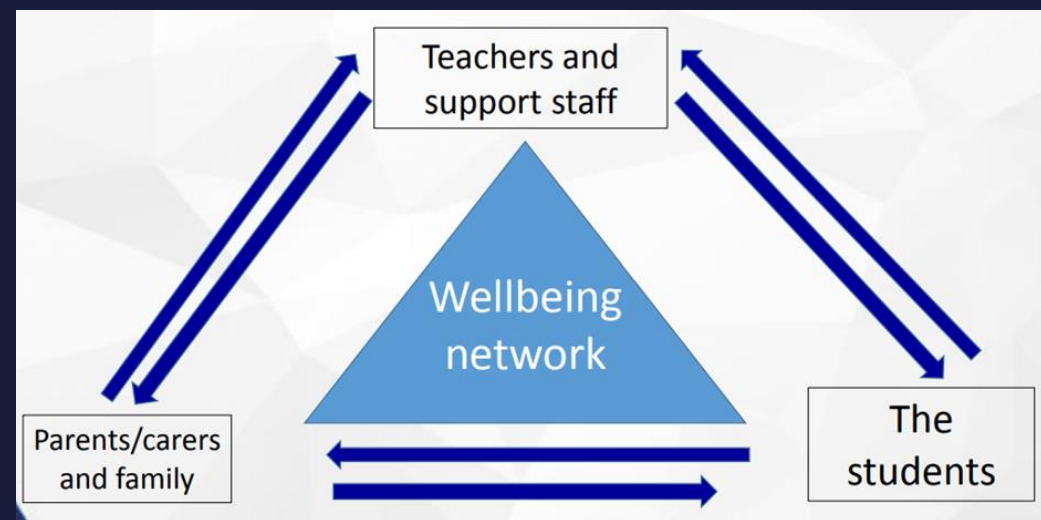 Teachers and
support staff
Wellbeing
network
Parents/carers
and family
The
students